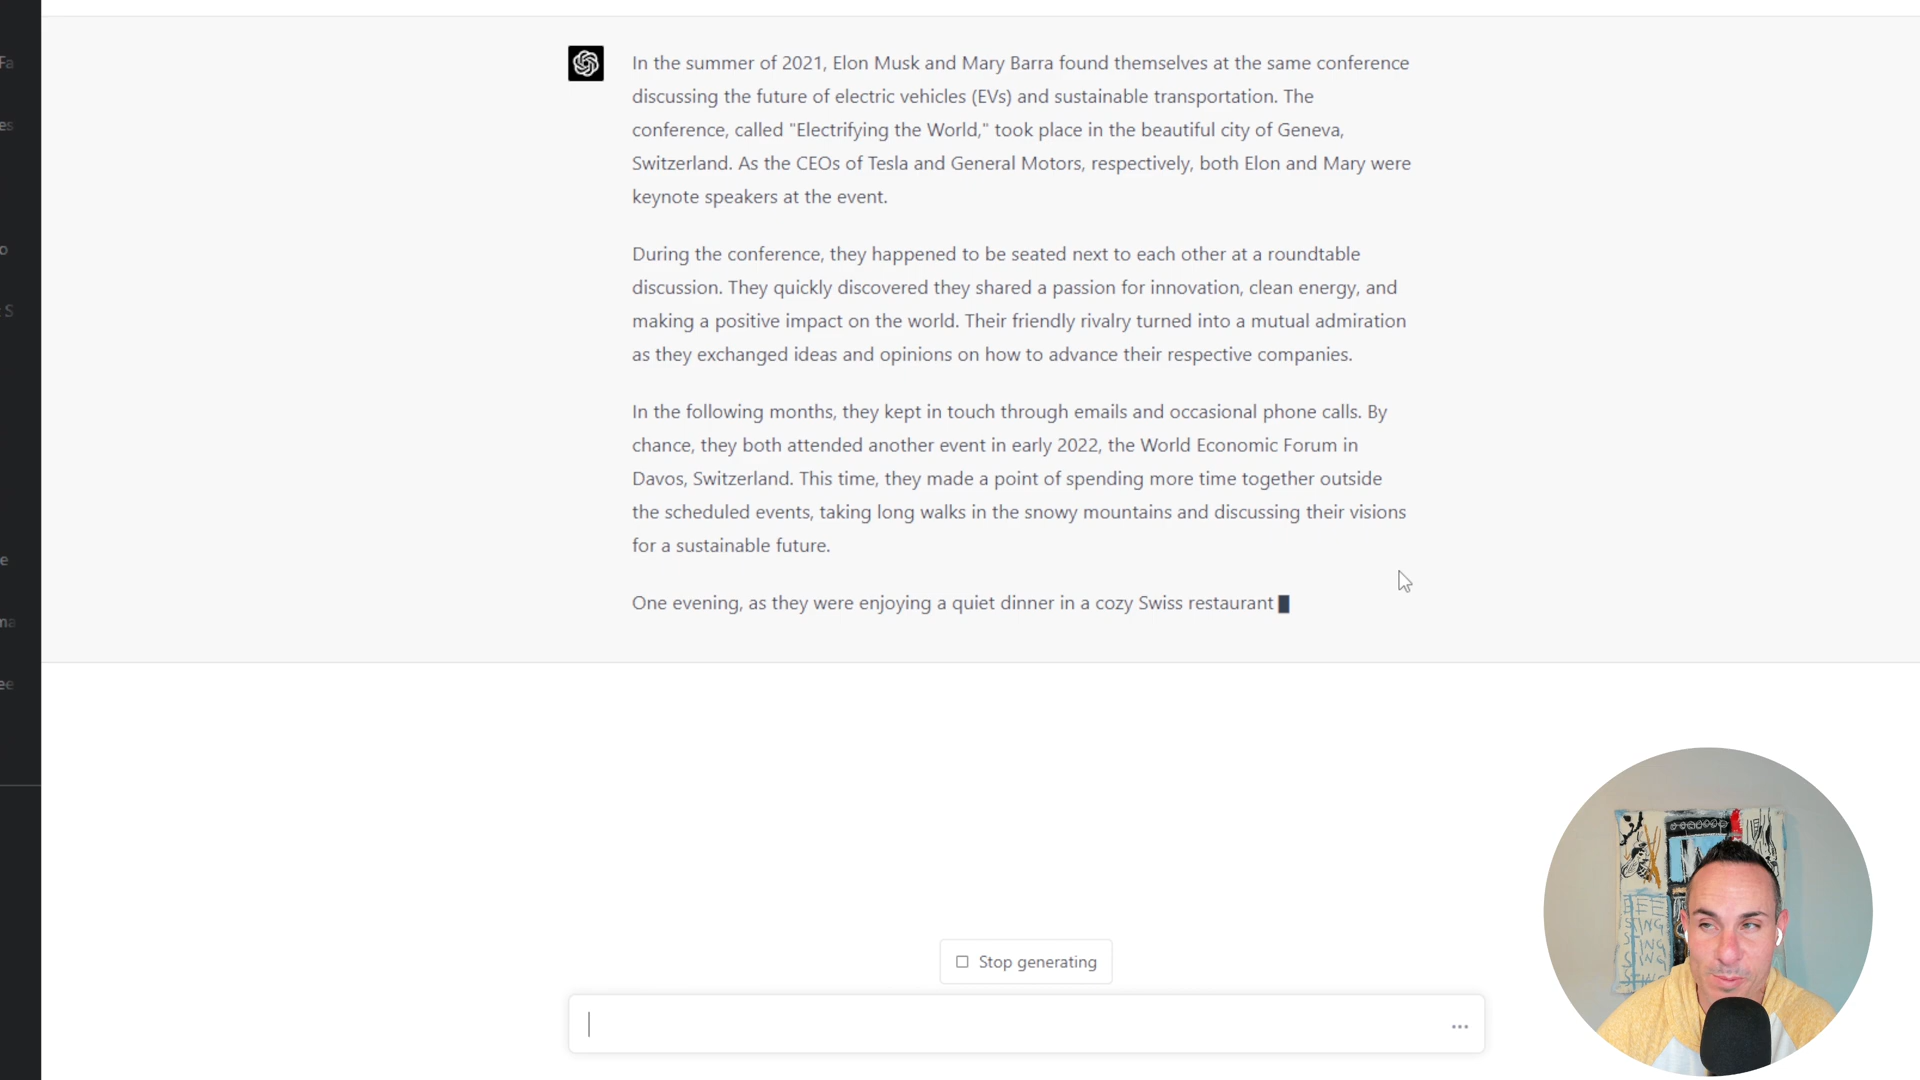 Fa
In the summer of 2021, Elon Musk and Mary Barra found themselves at the same conference
discussing the future of electric vehicles (EVs) and sustainable transportation. The
es
conference, called "Electrifying the World," took place in the beautiful city of Geneva,
Switzerland. As the CEOs of Tesla and General Motors, respectively, both Elon and Mary were
keynote speakers at the event.
o
During the conference, they happened to be seated next to each other at a roundtable
discussion. They quickly discovered they shared a passion for innovation, clean energy, and
S
making a positive impact on the world. Their friendly rivalry turned into a mutual admiration
as they exchanged ideas and opinions on how to advance their respective companies.
In the following months, they kept in touch through emails and occasional phone calls. By
chance, they both attended another event in early 2022, the World Economic Forum in
Davos, Switzerland. This time, they made a point of spending more time together outside
the scheduled events, taking long walks in the snowy mountains and discussing their visions
for a sustainable future.
e
One evening, as they were enjoying a quiet dinner in a cozy Swiss restaurant
ma
ee
BEE
STING
STING
STING
Stop generating
...